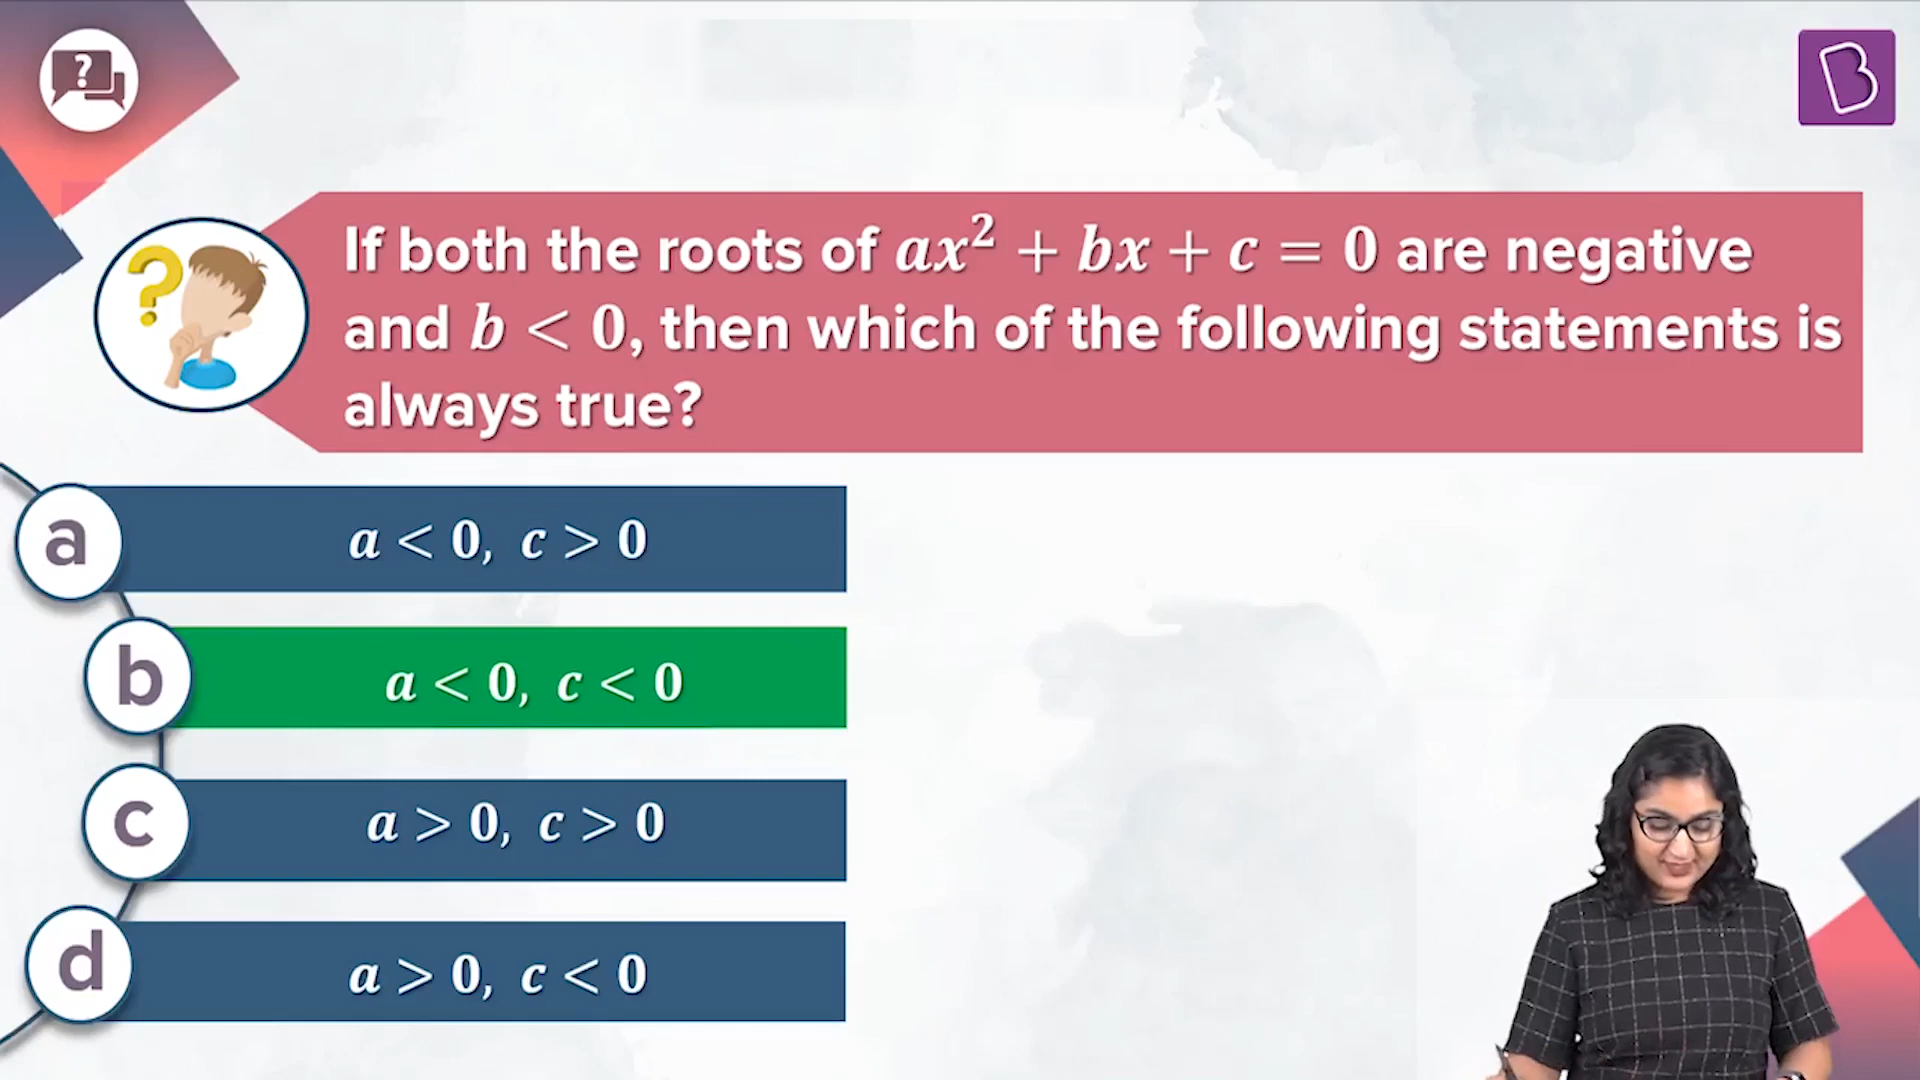 ?
B
?
If both the roots of ax² + bx + c = 0 are negative
and b < 0, then which of the following statements is
always true?
a a < 0, c > 0
b a < 0, c < 0
c a > 0, c > 0
d a > 0, c < 0